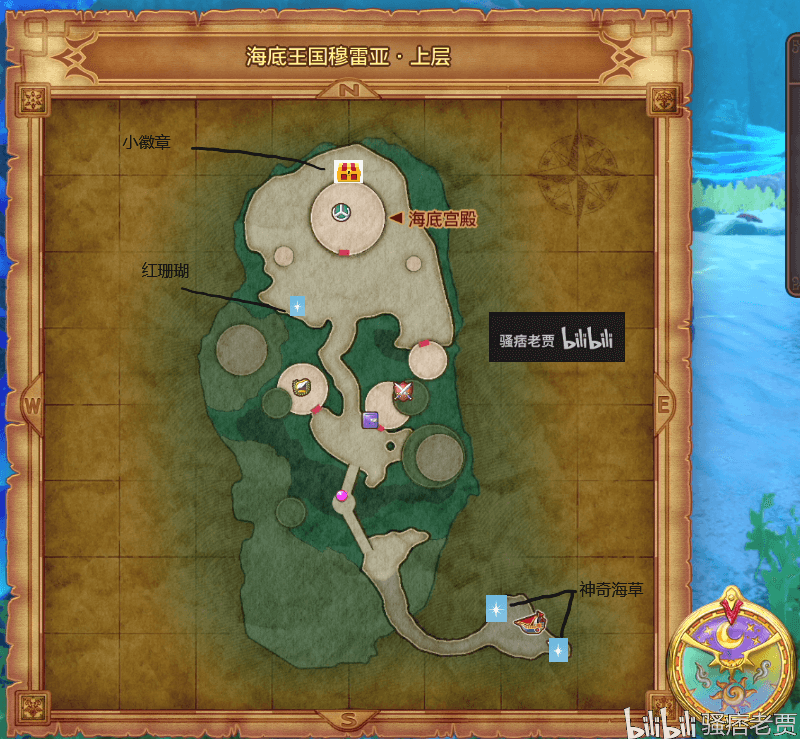 海底王国穆雷亚·上层
N
小徽章
海底宫殿
红珊瑚
骚痞老贾 bilibili
W
E
神奇海草
S
bilibili 骚痞老贾